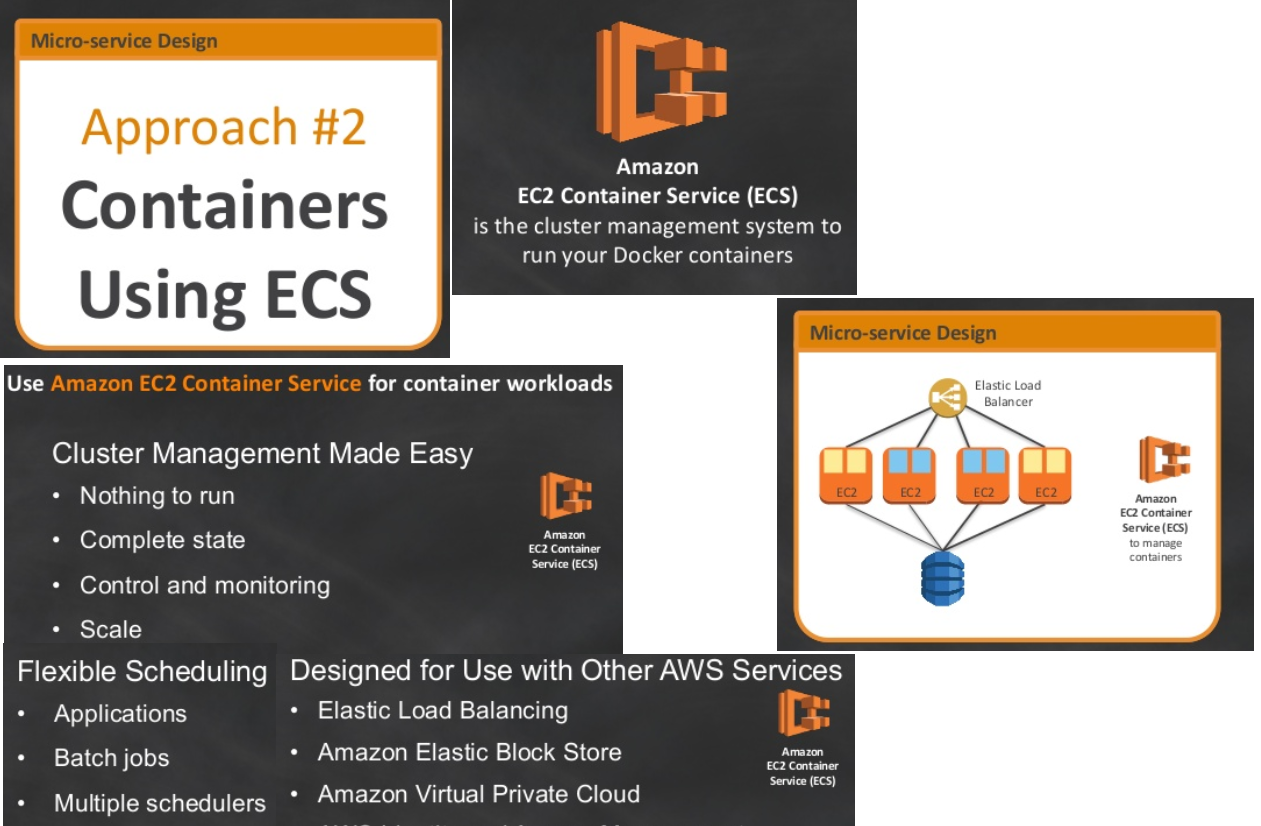 Micro-service Design
Approach #2
Containers
Using ECS
Amazon
EC2 Container Service (ECS)
is the cluster management system to
run your Docker containers
Micro-service Design
Elastic Load
Balancer
EC2
EC2
EC2
EC2
Amazon
EC2 Container
Service (ECS)
to manage
containers
Use Amazon EC2 Container Service for container workloads
Cluster Management Made Easy
• Nothing to run
• Complete state
• Control and monitoring
• Scale
Amazon
EC2 Container
Service (ECS)
Flexible Scheduling
• Applications
• Batch jobs
• Multiple schedulers
Designed for Use with Other AWS Services
• Elastic Load Balancing
• Amazon Elastic Block Store
• Amazon Virtual Private Cloud
Amazon
EC2 Container
Service (ECS)